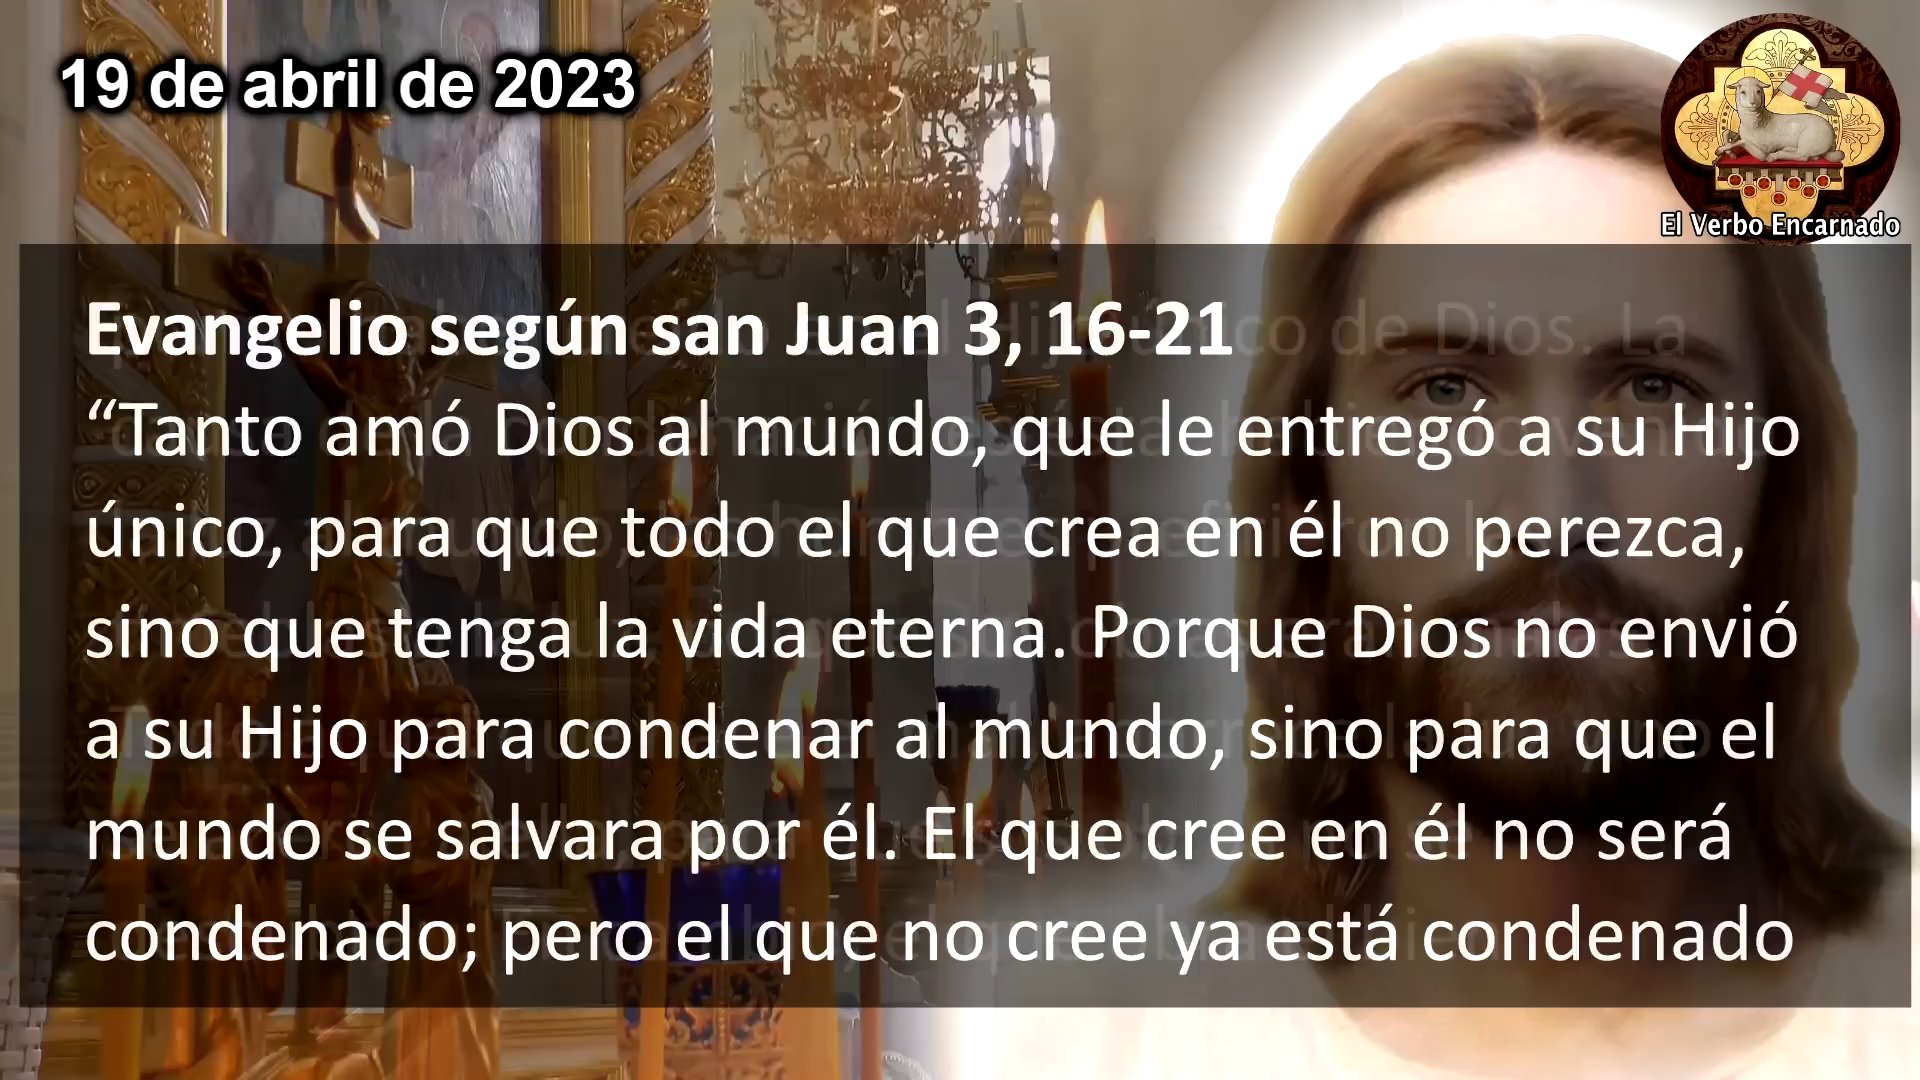 19 de abril de 2023
El Verbo Encarnado
Evangelio según san Juan 3, 16-21
“Tanto amó Dios al mundo, que le entregó a su Hijo
único, para que todo el que crea en él no perezca,
sino que tenga la vida eterna. Porque Dios no envió
a su Hijo para condenar al mundo, sino para que el
mundo se salvara por él. El que cree en él no será
condenado; pero el que no cree ya está condenado